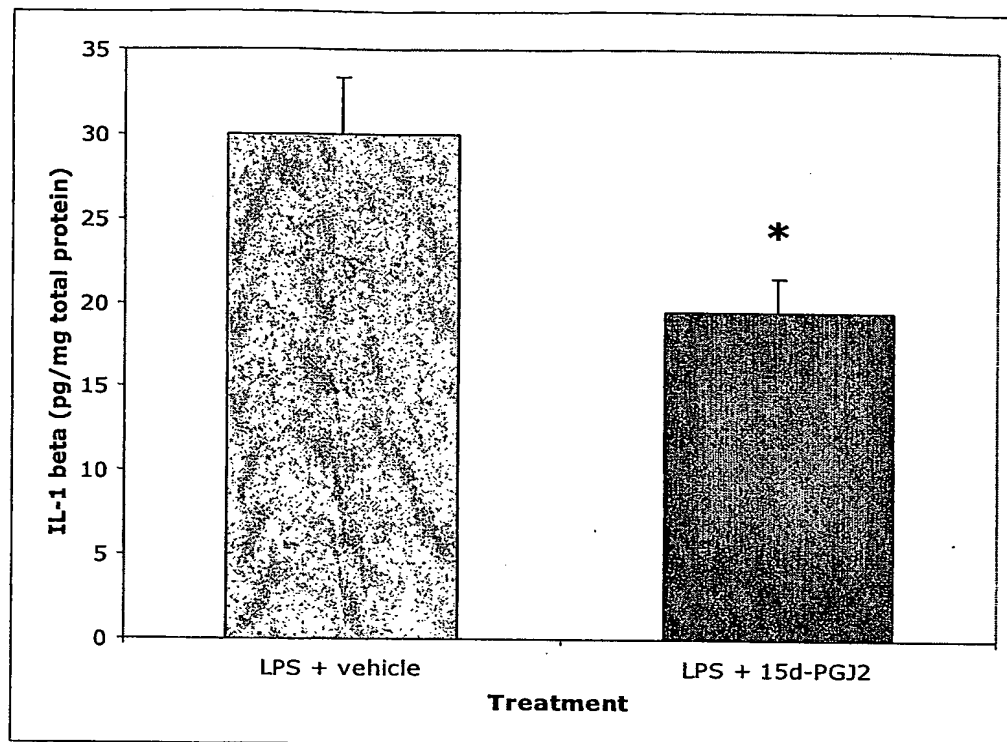 35
30
25
20
15
10
5
0
IL-1 beta (pg/mg total protein)
*
LPS + vehicle
LPS + 15d-PGJ2
Treatment